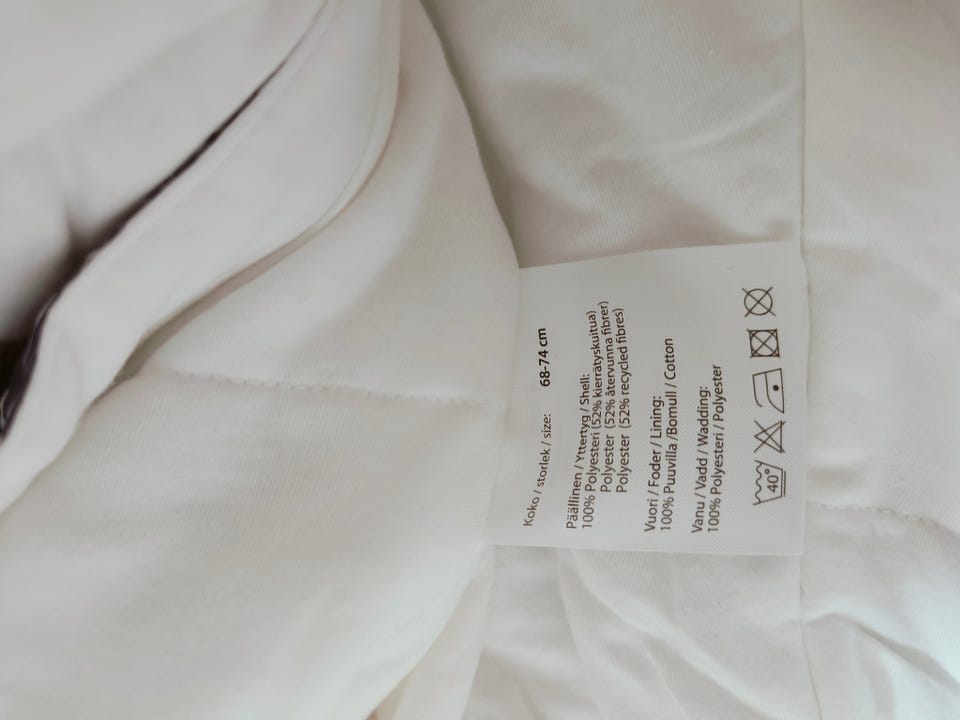 Koko / storlek / size: 68-74 cm
Päällinen / Yttertyg / Shell:
100% Polyesteri (52% kierrätyskuitua)
Polyester (52% återvunna fibrer)
Polyester (52% recycled fibres)
Vuori / Foder / Lining:
100% Puuvilla /Bomull / Cotton
Vanu / Vadd / Wadding:
100% Polyesteri / Polyester
40°